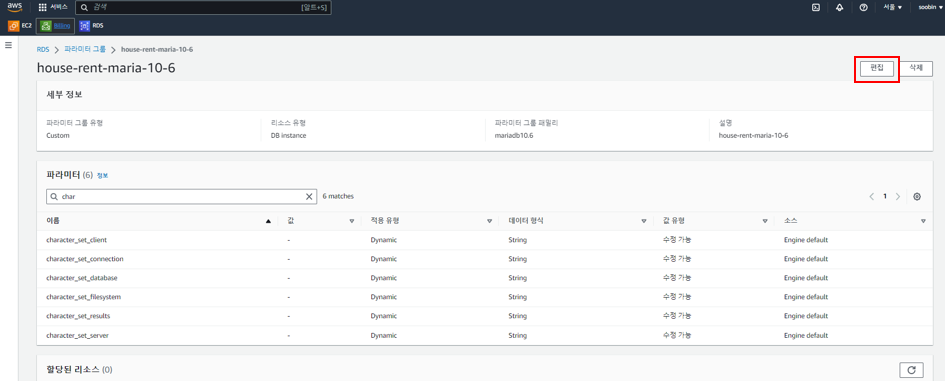 aws 서비스 검색 [알트+S] 서울 ▼ soobin ▼
EC2 Billing RDS
RDS > 파라미터 그룹 > house-rent-maria-10-6
house-rent-maria-10-6 편집 삭제
세부 정보
파라미터 그룹 유형 리소스 유형 파라미터 그룹 패밀리 설명
Custom DB instance mariadb10.6 house-rent-maria-10-6
파라미터 (6) 정보
char 6 matches 1
이름 값 적용 유형 데이터 형식 값 유형 소스
character_set_client - Dynamic String 수정 가능 Engine default
character_set_connection - Dynamic String 수정 가능 Engine default
character_set_database - Dynamic String 수정 가능 Engine default
character_set_filesystem - Dynamic String 수정 가능 Engine default
character_set_results - Dynamic String 수정 가능 Engine default
character_set_server - Dynamic String 수정 가능 Engine default
할당된 리소스 (0)